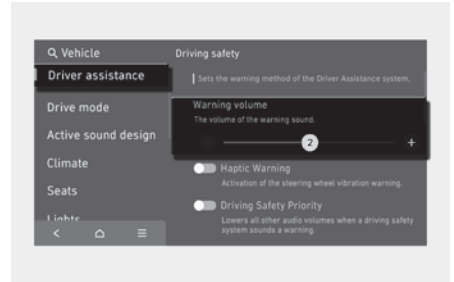 Vehicle
Driver assistance
Drive mode
Active sound design
Climate
Seats
Lights
Driving safety
Sets the warning method of the Driver Assistance system.
Warning volume
The volume of the warning sound.
2
+
Haptic Warning
Activation of the steering wheel vibration warning.
Driving Safety Priority
Lowers all other audio volumes when a driving safety
system sounds a warning.